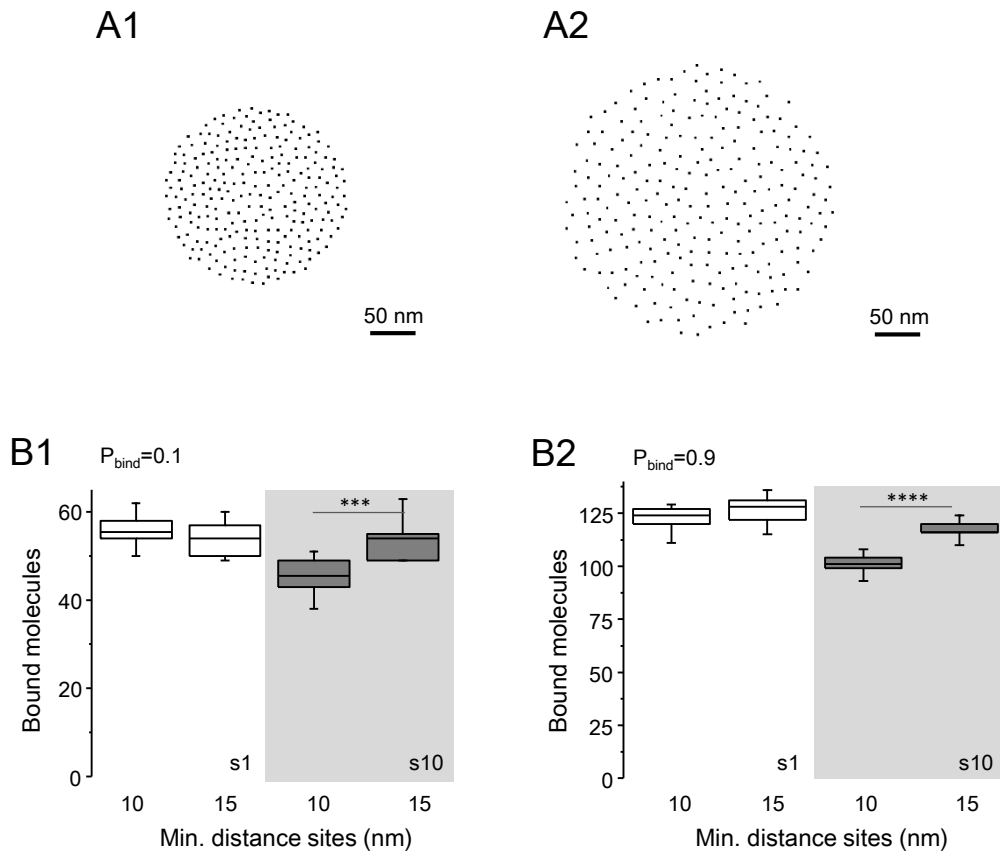 A1
A2
50 nm
50 nm
B1
P_bind=0.1
***
60
40
20
0
s1
s10
10
15
10
15
Bound molecules
Min. distance sites (nm)
B2
P_bind=0.9
****
125
100
75
50
25
0
s1
s10
10
15
10
15
Bound molecules
Min. distance sites (nm)